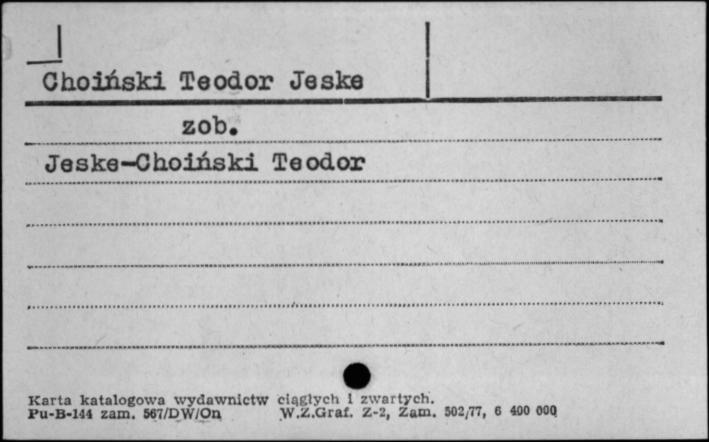 Choiński Teodor Jeske
zob.
Jeske-Choiński Teodor
Karta katalogowa wydawnictw ciągłych i zwartych.
Pu-B-144 zam. 567/DW/On W.Z.Graf. Z-2, Zam. 502/77, 6 400 000